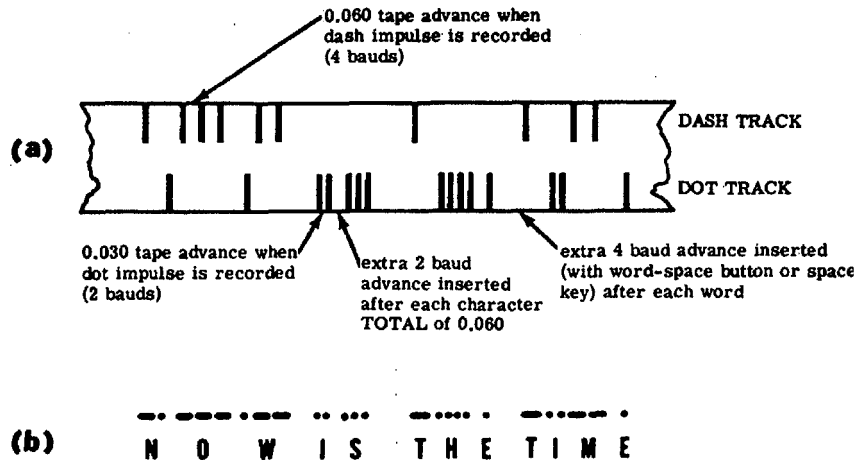 0.060 tape advance when
dash impulse is recorded
(4 bauds)
(a)
DASH TRACK
DOT TRACK
0.030 tape advance when
dot impulse is recorded
(2 bauds)
extra 2 baud
advance inserted
after each character
TOTAL of 0.060
extra 4 baud advance inserted
(with word-space button or space
key) after each word
(b)
N O W I S T H E T I M E